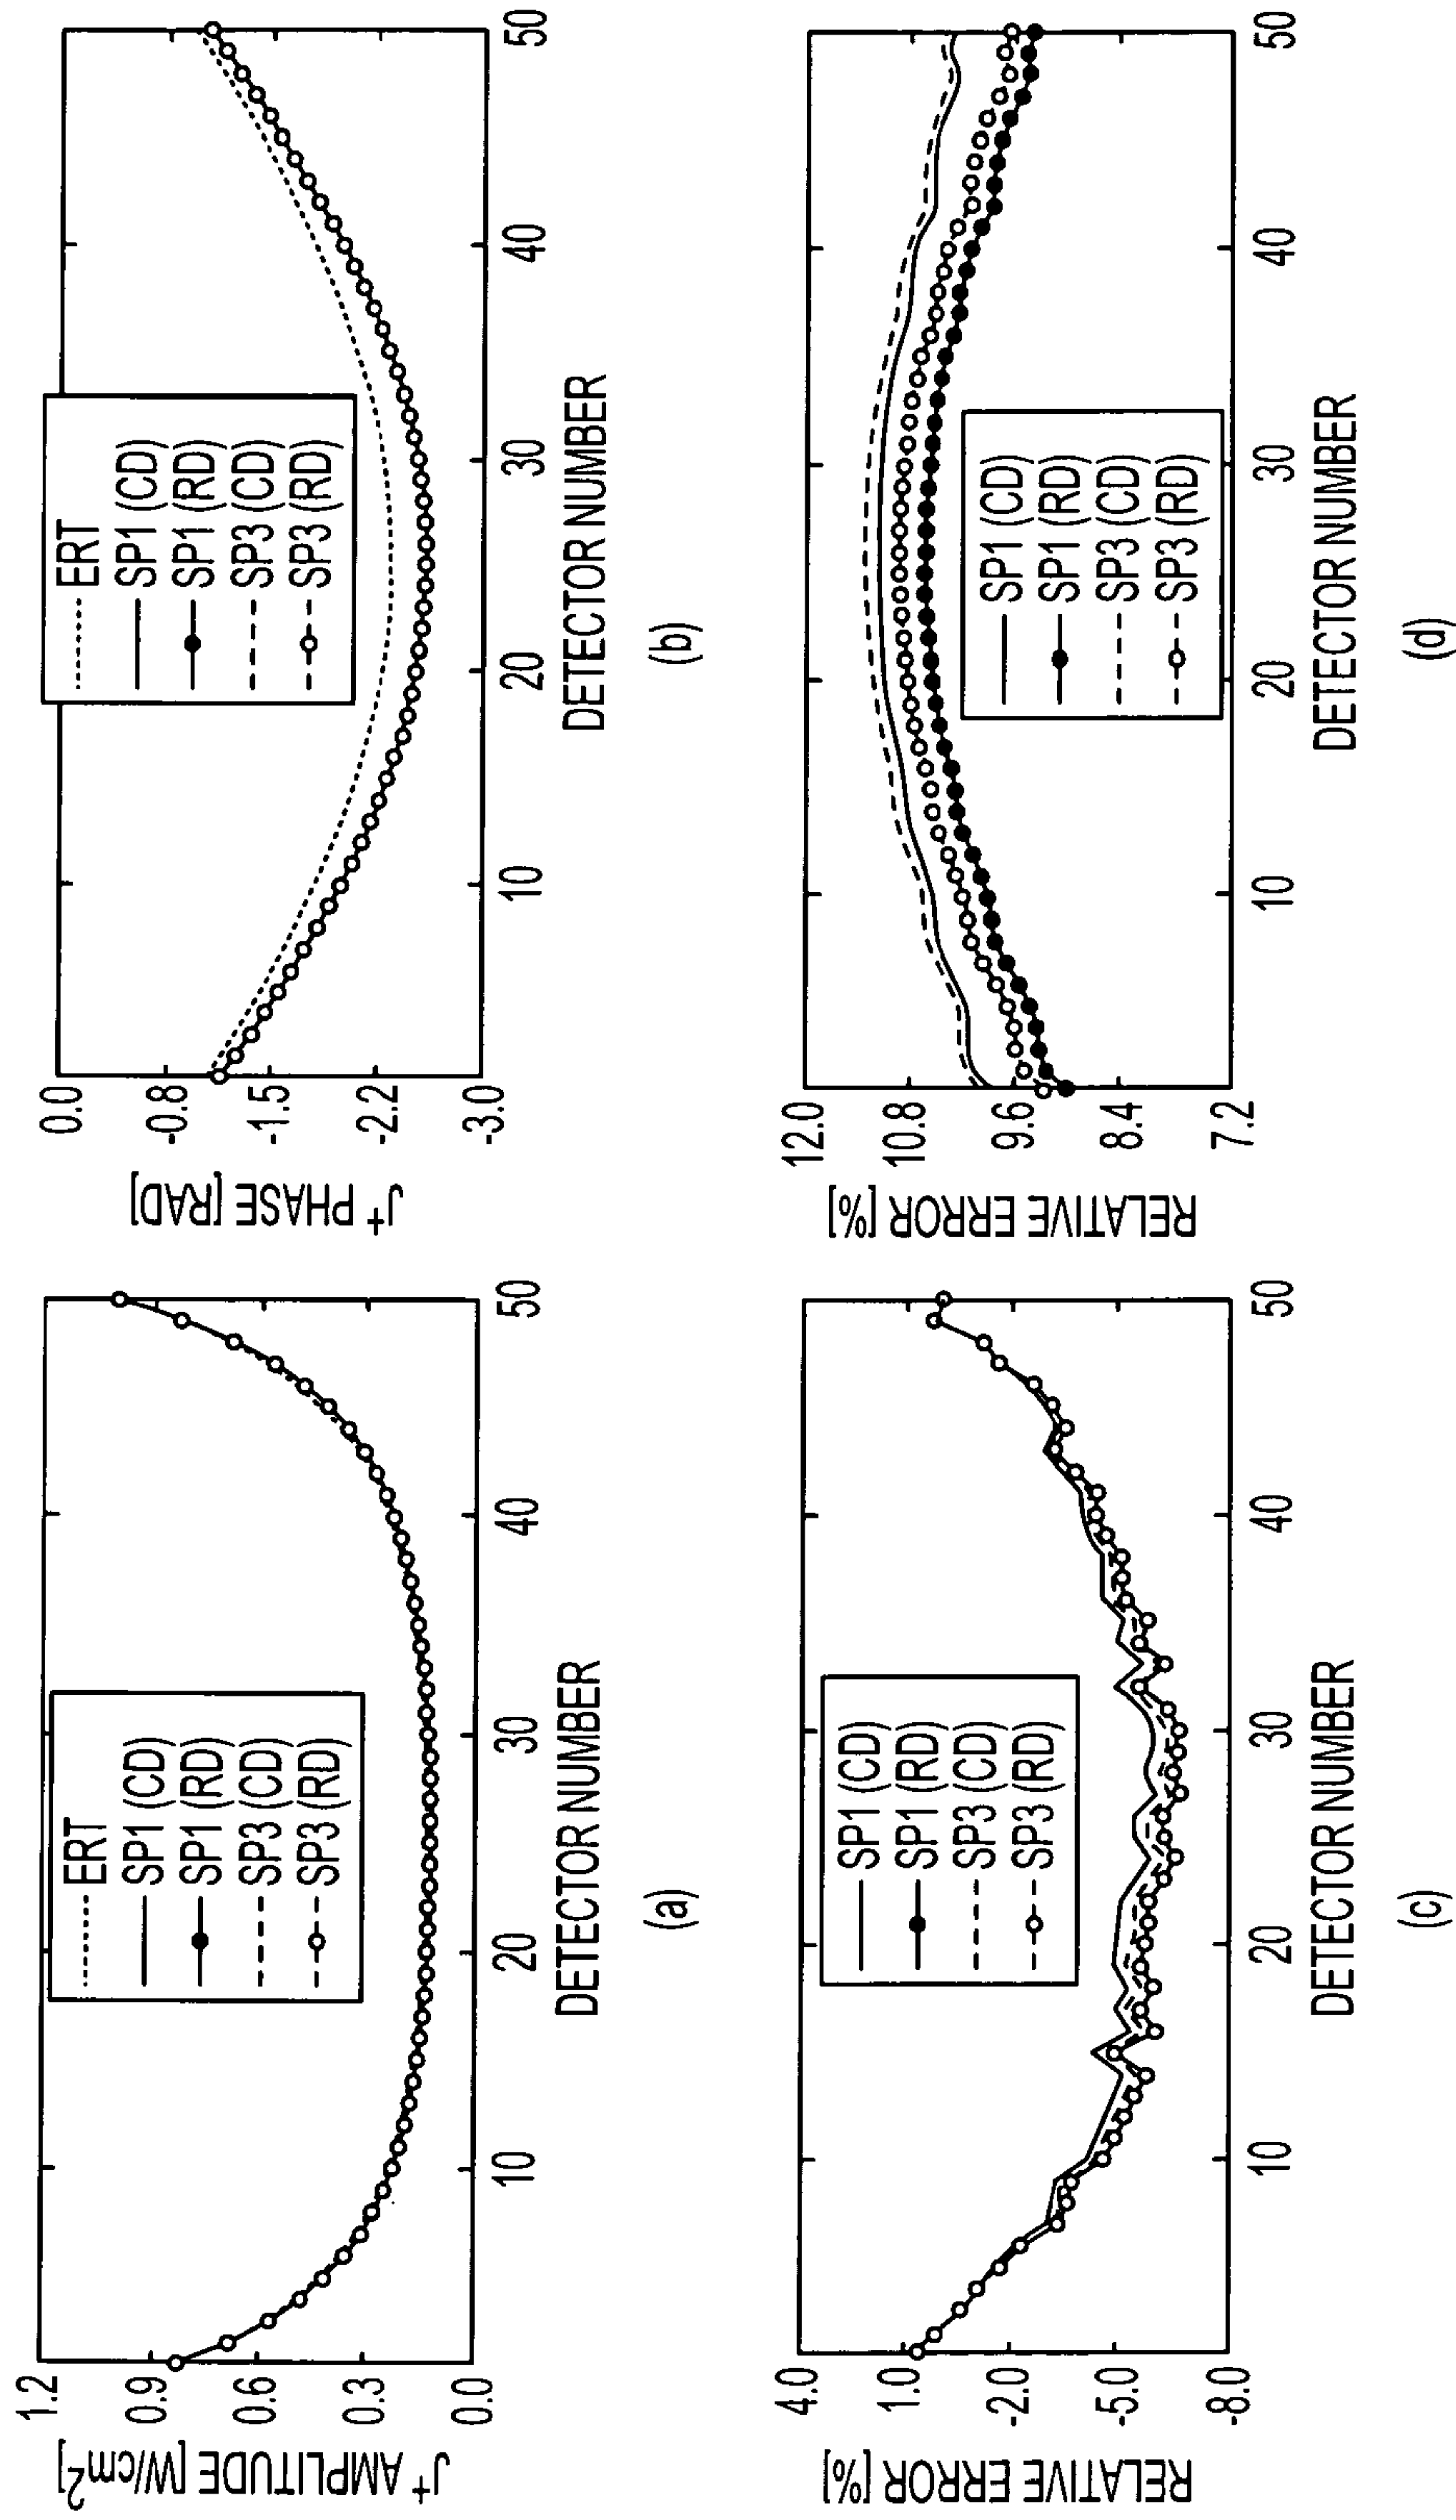 J+ AMPLITUDE [W/cm2]
1.2
0.9
0.6
0.3
0.0
ERT
SP1 (CD)
SP1 (RD)
SP3 (CD)
SP3 (RD)
10
20
30
40
50
DETECTOR NUMBER
(a)
J+ PHASE [RAD]
0.0
-0.8
-1.5
-2.2
-3.0
ERT
SP1 (CD)
SP1 (RD)
SP3 (CD)
SP3 (RD)
10
20
30
40
50
DETECTOR NUMBER
(b)
RELATIVE ERROR [%]
4.0
1.0
-2.0
-5.0
-8.0
SP1 (CD)
SP1 (RD)
SP3 (CD)
SP3 (RD)
10
20
30
40
50
DETECTOR NUMBER
(c)
RELATIVE ERROR [%]
12.0
10.8
9.6
8.4
7.2
SP1 (CD)
SP1 (RD)
SP3 (CD)
SP3 (RD)
10
20
30
40
50
DETECTOR NUMBER
(d)